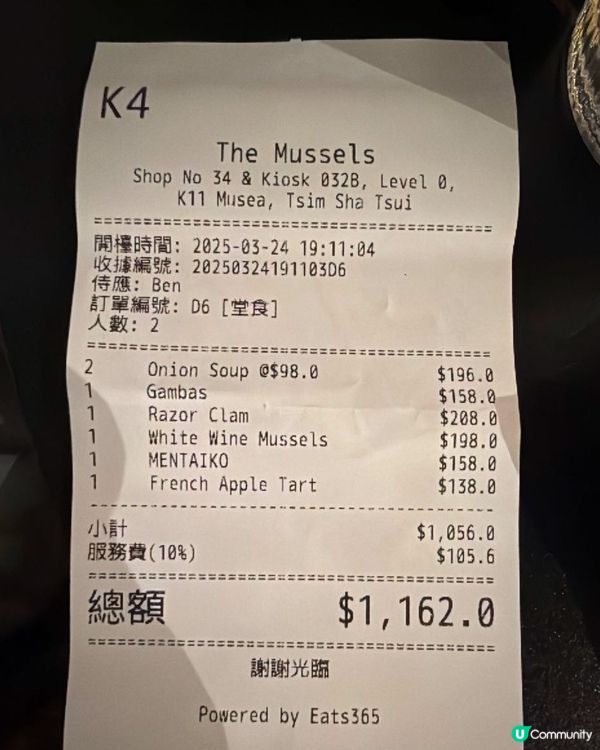 K4
The Mussels
Shop No 34 & Kiosk 032B, Level 0,
K11 Musea, Tsim Sha Tsui
開檯時間: 2025-03-24 19:11:04
收據編號: 20250324191103D6
侍應: Ben
訂單編號: D6 [堂食]
人數: 2
2 Onion Soup @$98.0 $196.0
1 Gambas $158.0
1 Razor Clam $208.0
1 White Wine Mussels $198.0
1 MENTAIKO $158.0
1 French Apple Tart $138.0
小計 $1,056.0
服務費(10%) $105.6
總額 $1,162.0
謝謝光臨
Powered by Eats365
U Community